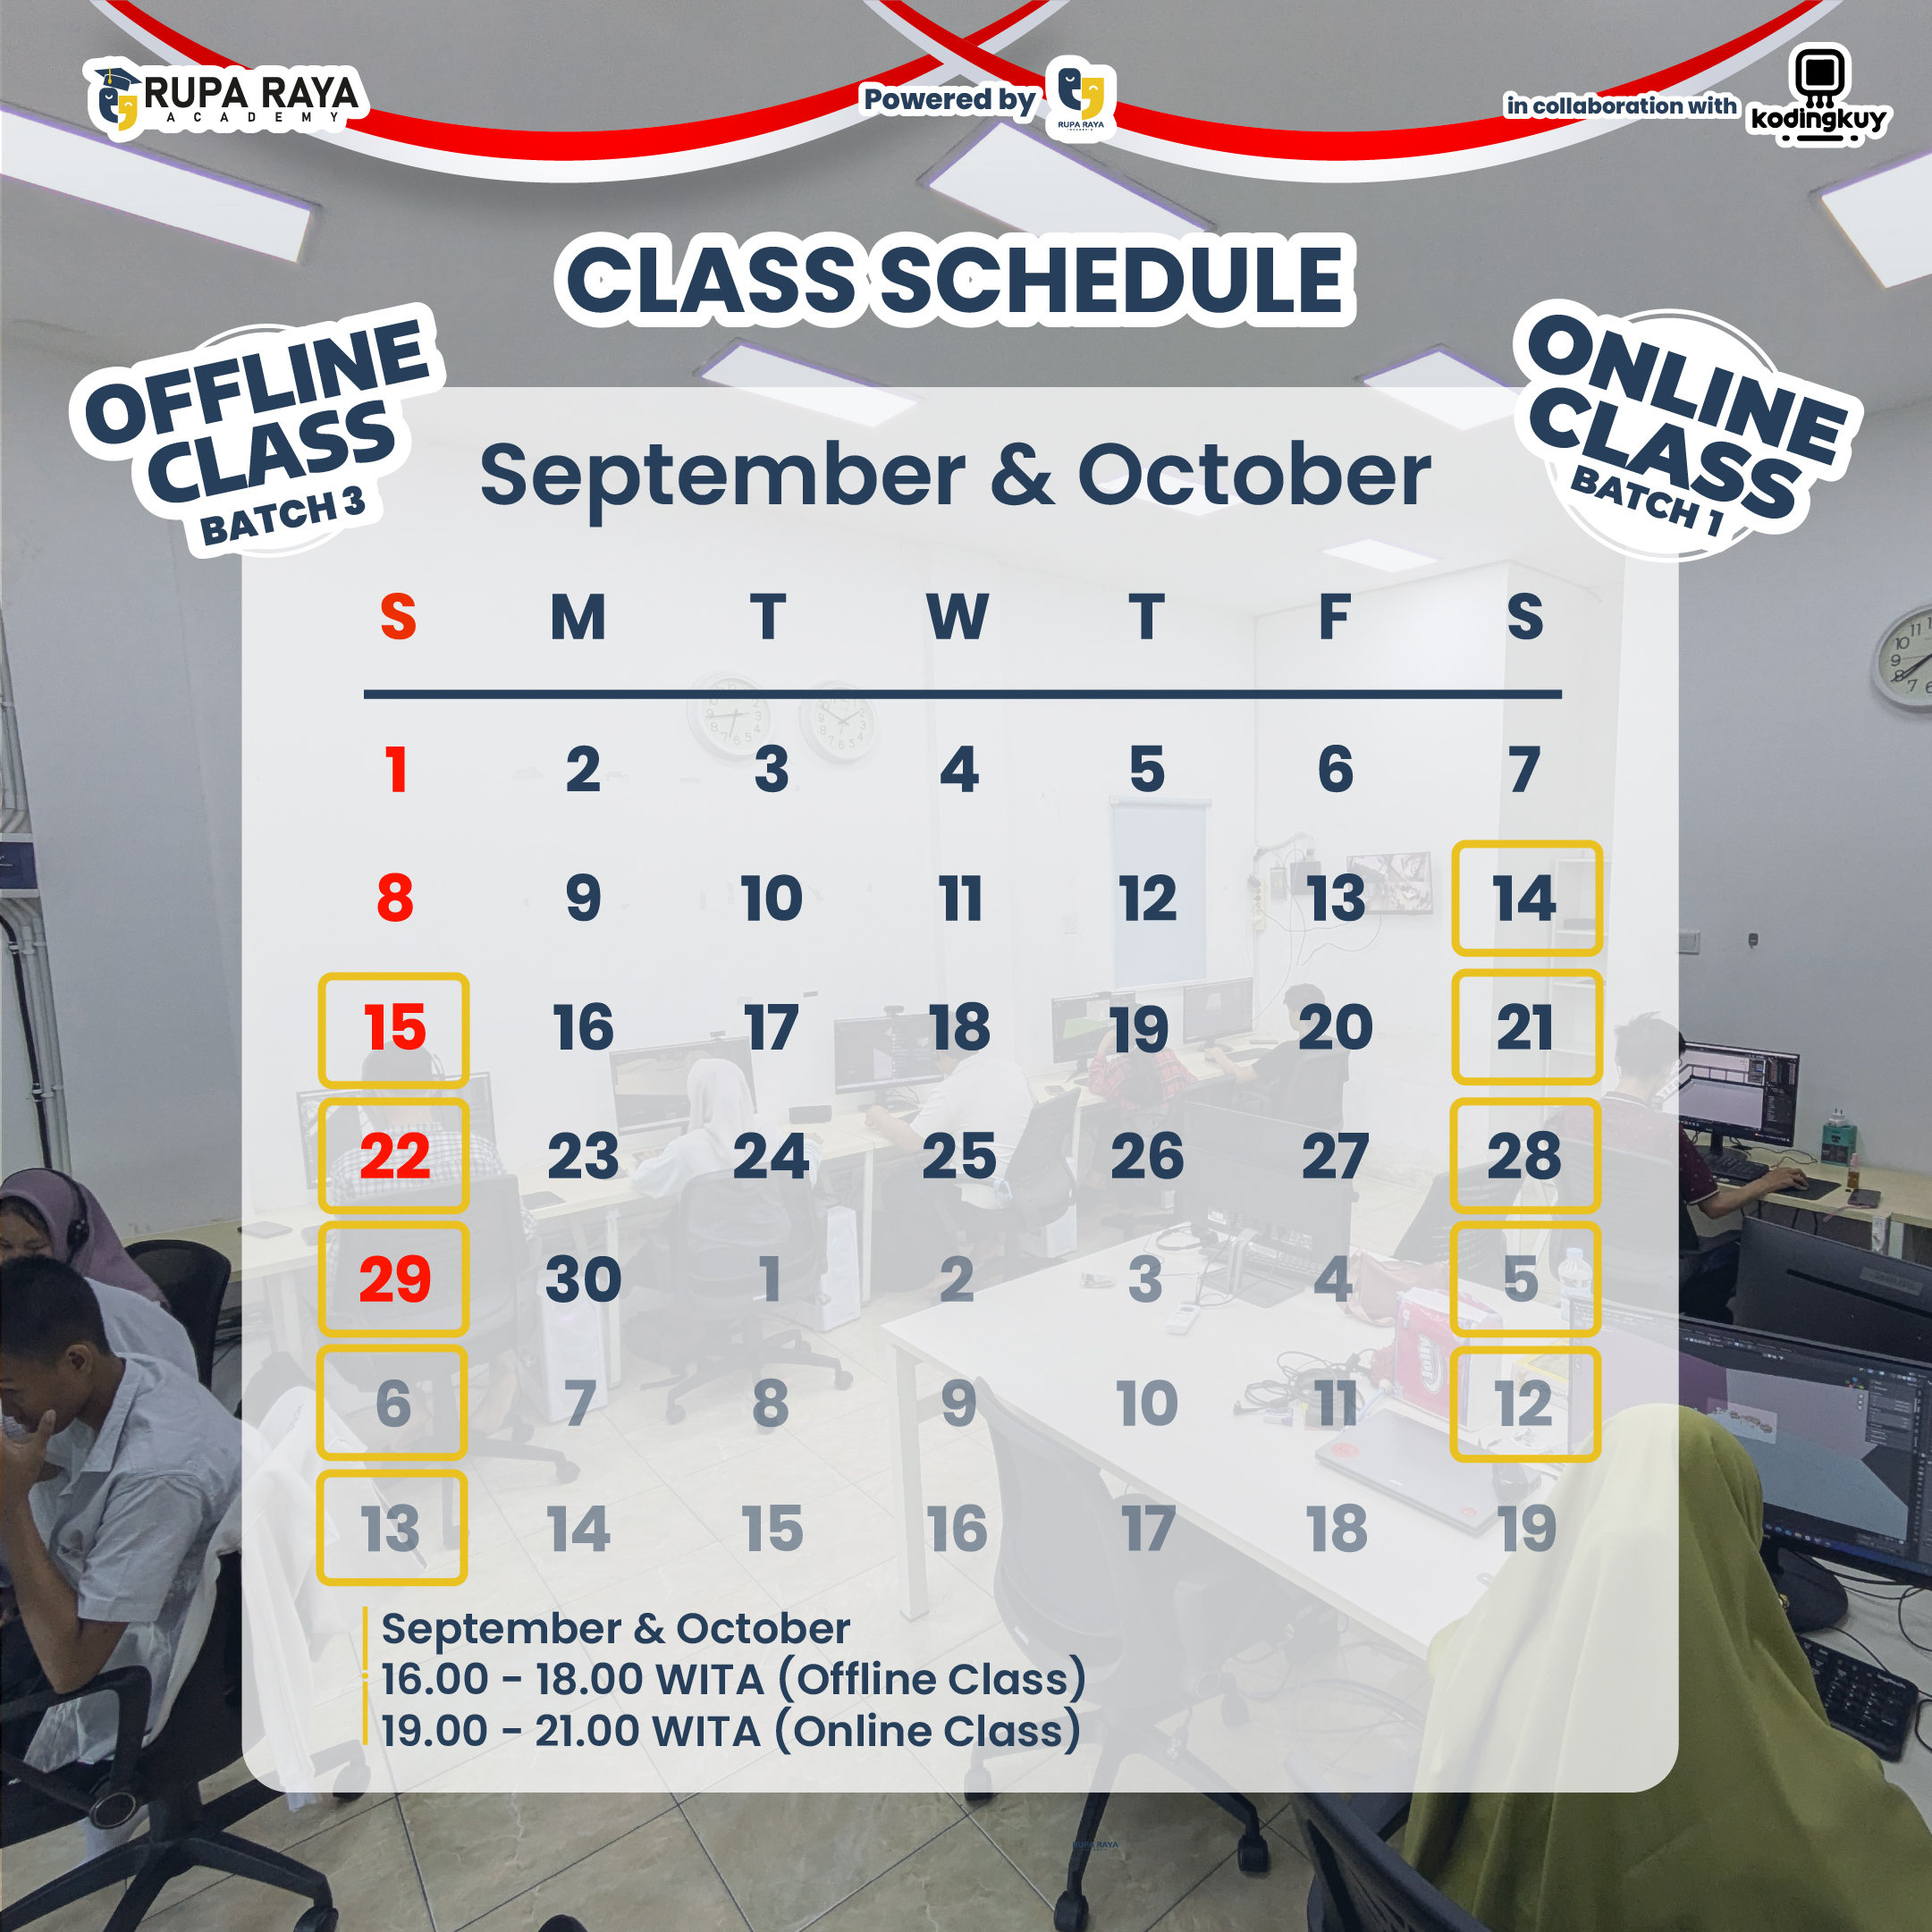 RUPA RAYA
ACADEMY
Powered by
RUPA RAYA
in collaboration with
kodingkuy
CLASS SCHEDULE
OFFLINE
CLASS
BATCH 3
ONLINE
CLASS
BATCH 1
September & October
S M T W T F S
1 2 3 4 5 6 7
8 9 10 11 12 13 14
15 16 17 18 19 20 21
22 23 24 25 26 27 28
29 30 1 2 3 4 5
6 7 8 9 10 11 12
13 14 15 16 17 18 19
September & October
16.00 - 18.00 WITA (Offline Class)
19.00 - 21.00 WITA (Online Class)
RUPA RAYA